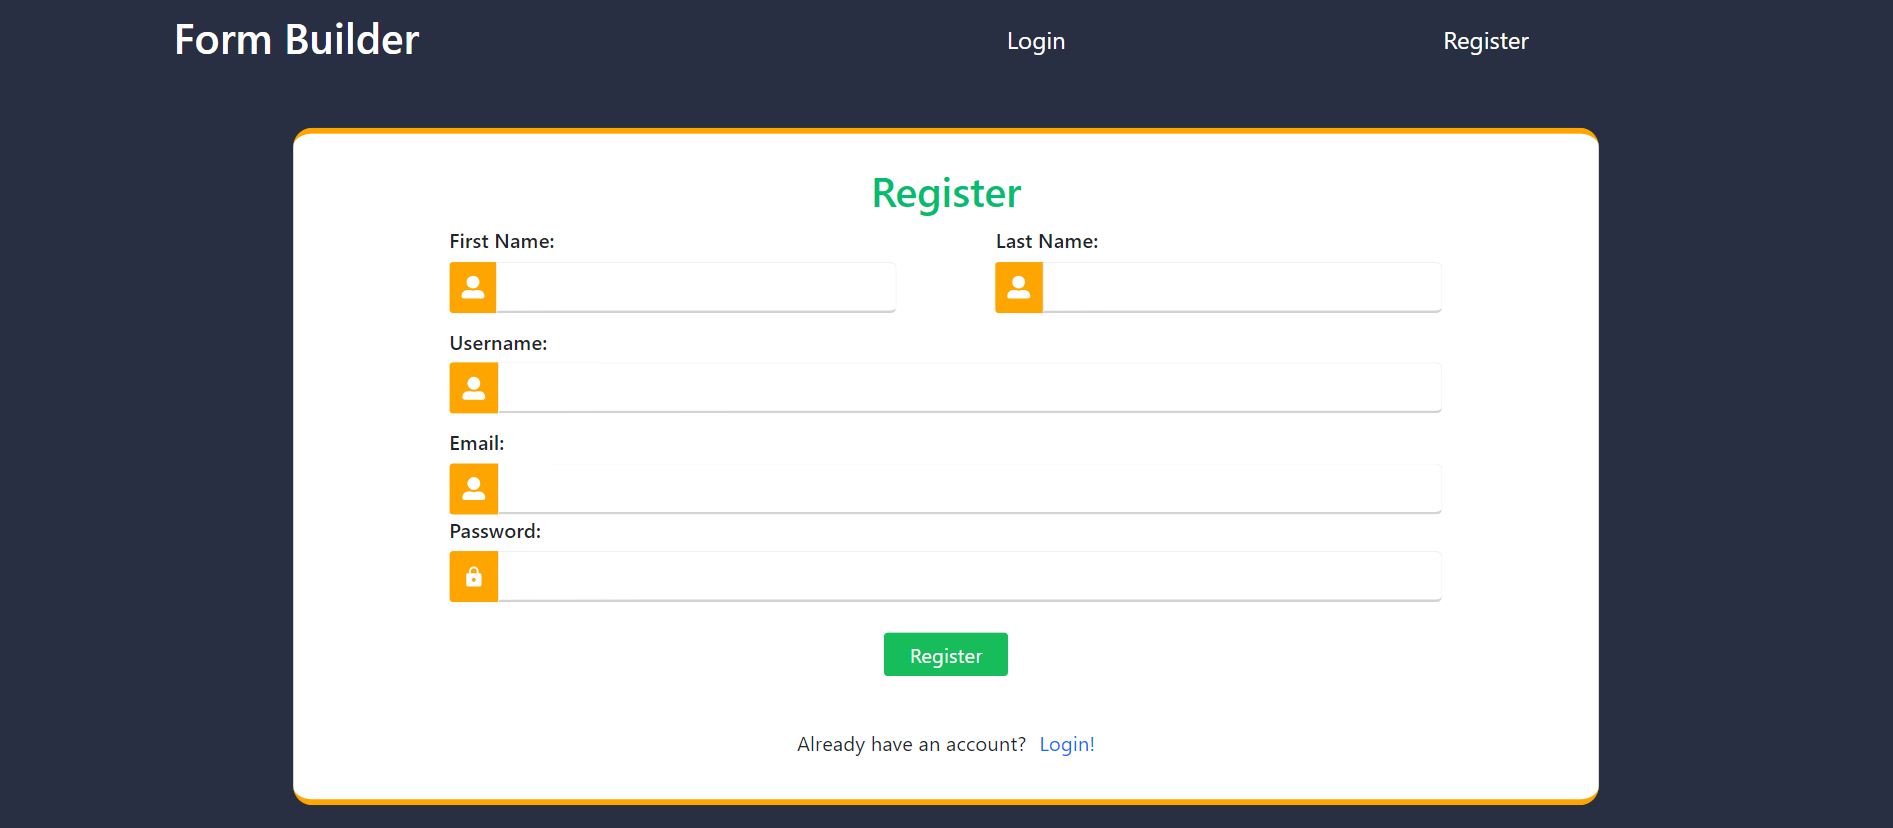 Form Builder Login Register
Register
First Name: Last Name:
Username:
Email:
Password:
Register
Already have an account? Login!